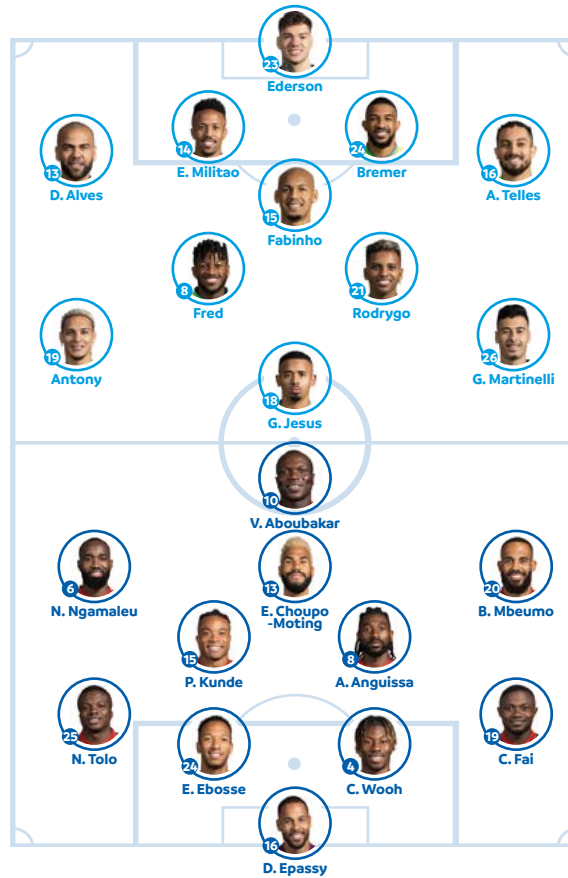 23
Ederson
14
E. Militao
24
Bremer
13
D. Alves
16
A. Telles
15
Fabinho
8
Fred
21
Rodrygo
19
Antony
26
G. Martinelli
18
G. Jesus
10
V. Aboubakar
6
N. Ngamaleu
13
E. Choupo
-Moting
20
B. Mbeumo
15
P. Kunde
8
A. Anguissa
25
N. Tolo
19
C. Fai
24
E. Ebosse
4
C. Wooh
16
D. Epassy